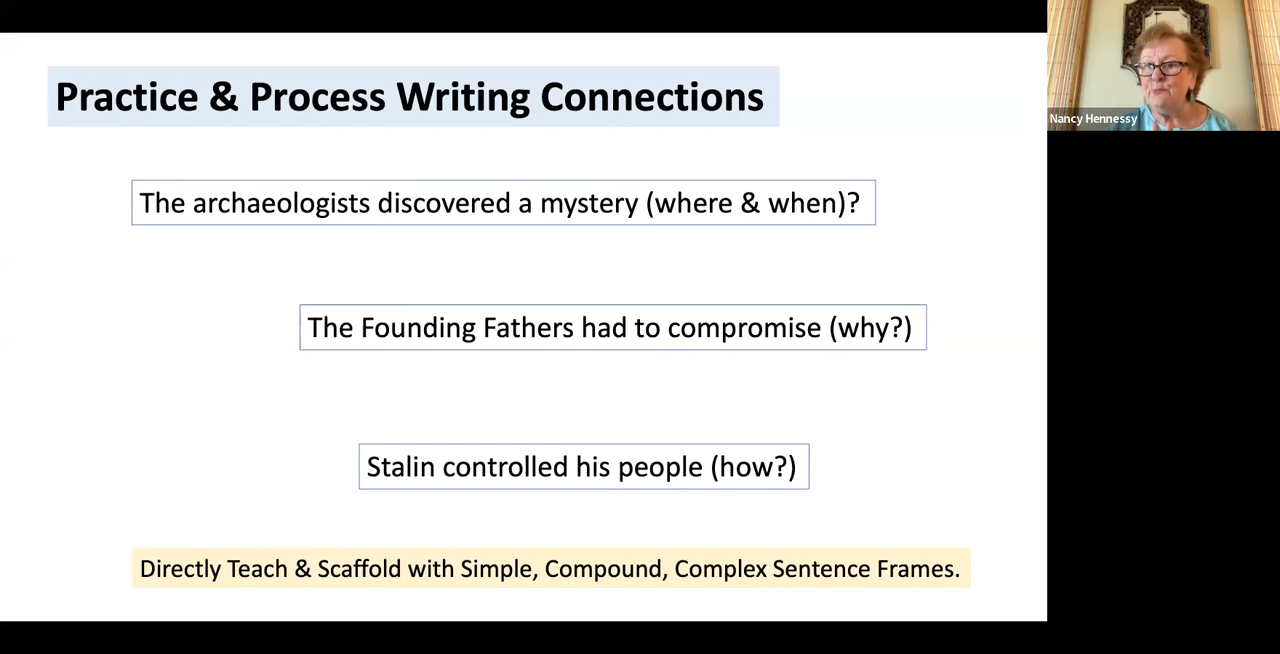 Practice & Process Writing Connections
Nancy Hennessy
The archaeologists discovered a mystery (where & when)?
The Founding Fathers had to compromise (why?)
Stalin controlled his people (how?)
Directly Teach & Scaffold with Simple, Compound, Complex Sentence Frames.